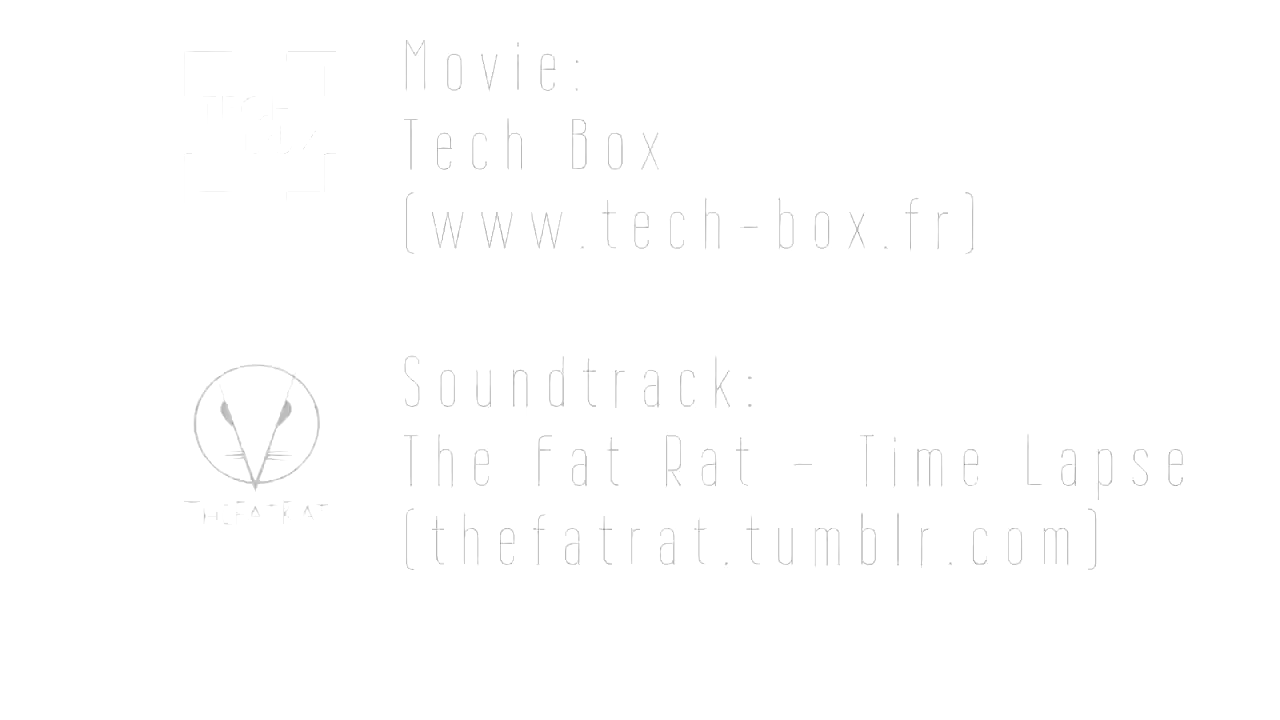 Movie:
Tech Box
(www.tech-box.fr)
Soundtrack:
The Fat Rat - Time Lapse
(thefatrat.tumblr.com)
THEFATRAT